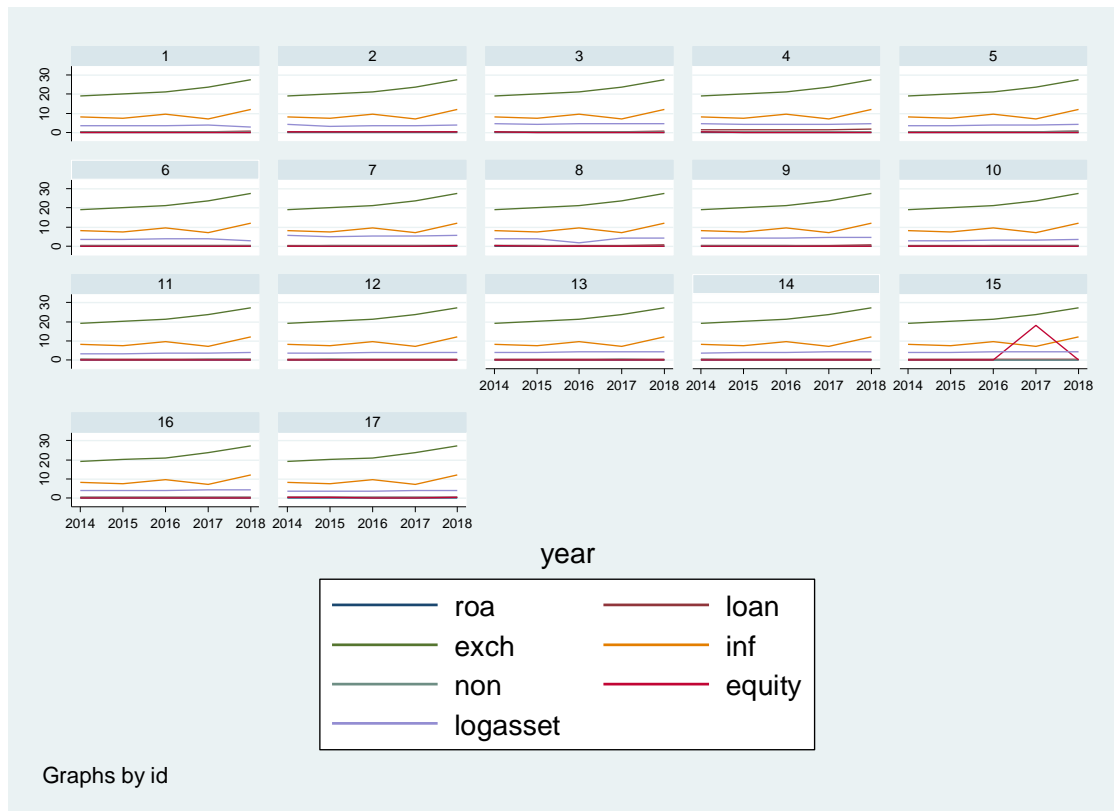 1 2 3 4 5
0 10 20 30
6 7 8 9 10
0 10 20 30
11 12 13 14 15
0 10 20 30
2014 2015 2016 2017 2018 2014 2015 2016 2017 2018 2014 2015 2016 2017 2018
16 17
0 10 20 30
2014 2015 2016 2017 2018 2014 2015 2016 2017 2018
year
roa loan
exch inf
non equity
logasset
Graphs by id